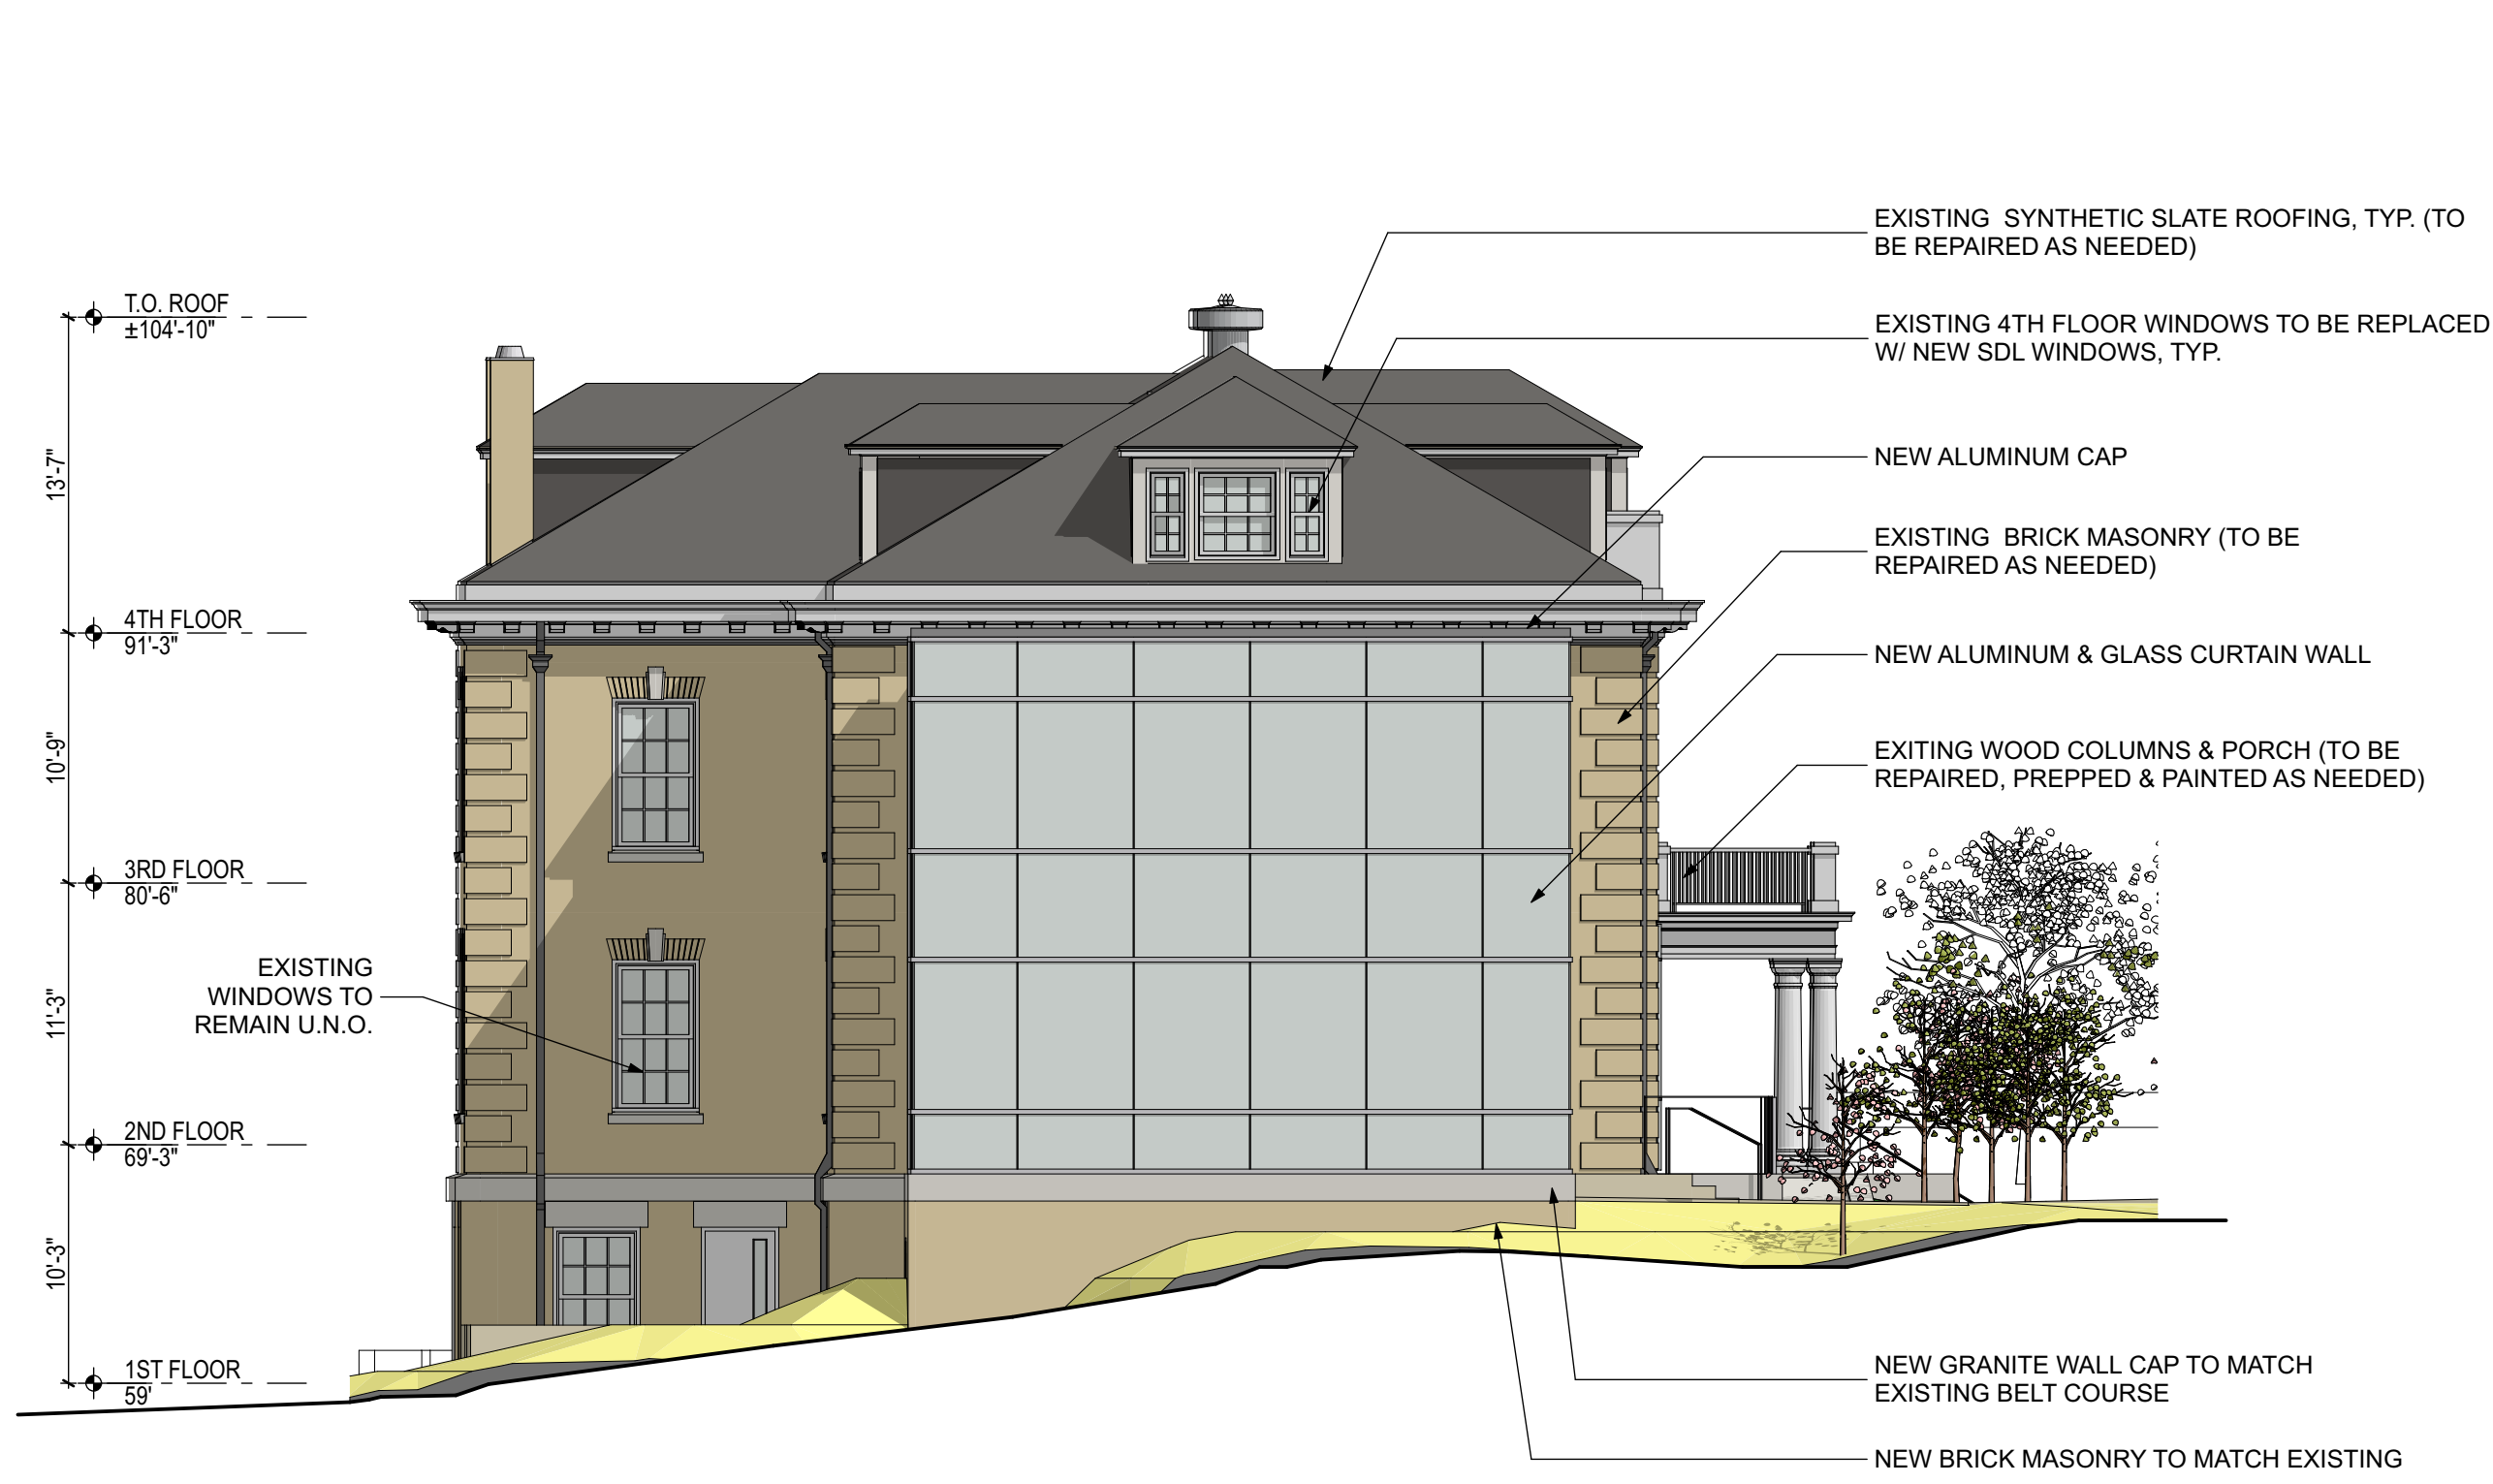 EXISTING  SYNTHETIC SLATE ROOFING, TYP. (TO
BE REPAIRED AS NEEDED)
T.O. ROOF
±104'-10"
EXISTING 4TH FLOOR WINDOWS TO BE REPLACED
W/ NEW SDL WINDOWS, TYP.
13'-7"
NEW ALUMINUM CAP
EXISTING  BRICK MASONRY (TO BE
REPAIRED AS NEEDED)
4TH FLOOR
91'-3"
NEW ALUMINUM & GLASS CURTAIN WALL
10'-9"
EXITING WOOD COLUMNS & PORCH (TO BE
REPAIRED, PREPPED & PAINTED AS NEEDED)
3RD FLOOR
80'-6"
EXISTING
WINDOWS TO
REMAIN U.N.O.
11'-3"
2ND FLOOR
69'-3"
10'-3"
1ST FLOOR
59'
NEW GRANITE WALL CAP TO MATCH
EXISTING BELT COURSE
NEW BRICK MASONRY TO MATCH EXISTING